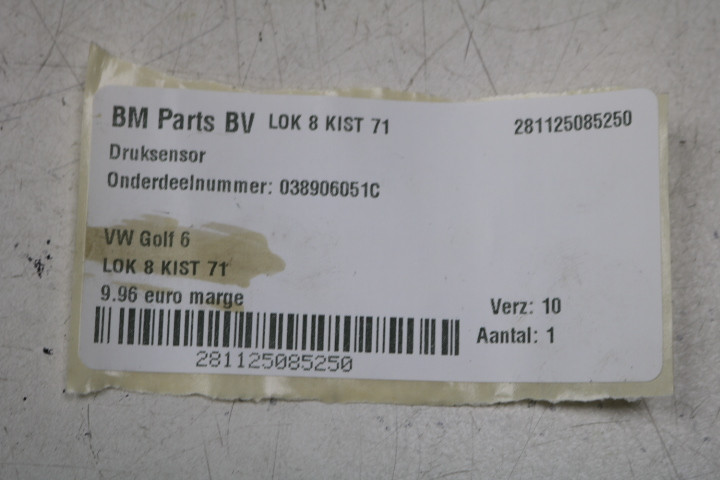 BM Parts BV LOK 8 KIST 71 281125085250
Druksensor
Onderdeelnummer: 038906051C
VW Golf 6
LOK 8 KIST 71
9.96 euro marge
Verz: 10
Aantal: 1
281125085250